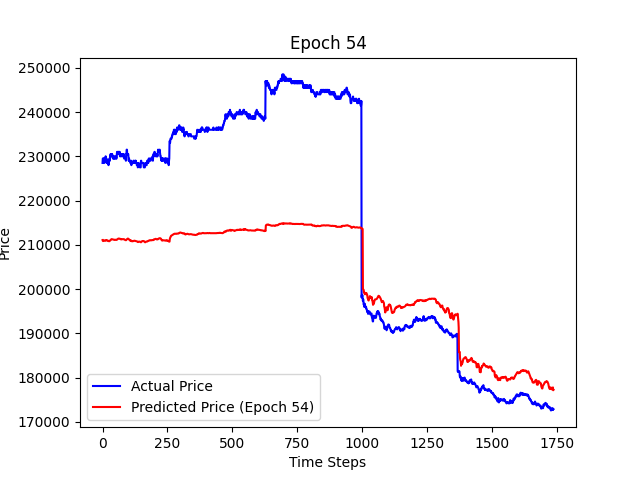 Epoch 54
Price
250000
240000
230000
220000
210000
200000
190000
180000
170000
Actual Price
Predicted Price (Epoch 54)
0 250 500 750 1000 1250 1500 1750
Time Steps